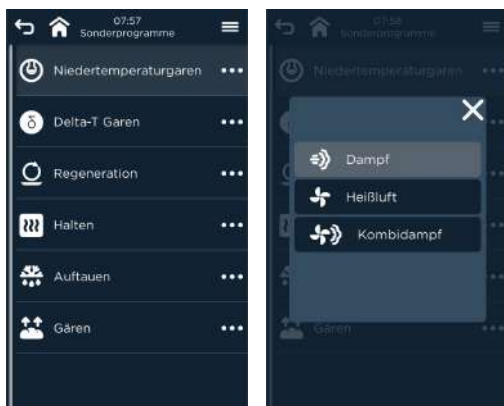 07:57
Sonderprogramme
Niedertemperaturgaren
Delta-T Garen
Regeneration
Halten
Auftauen
Gären
07:58
Sonderprogramme
Niedertemperaturgaren
Dampf
Heißluft
Kombidampf
Gären